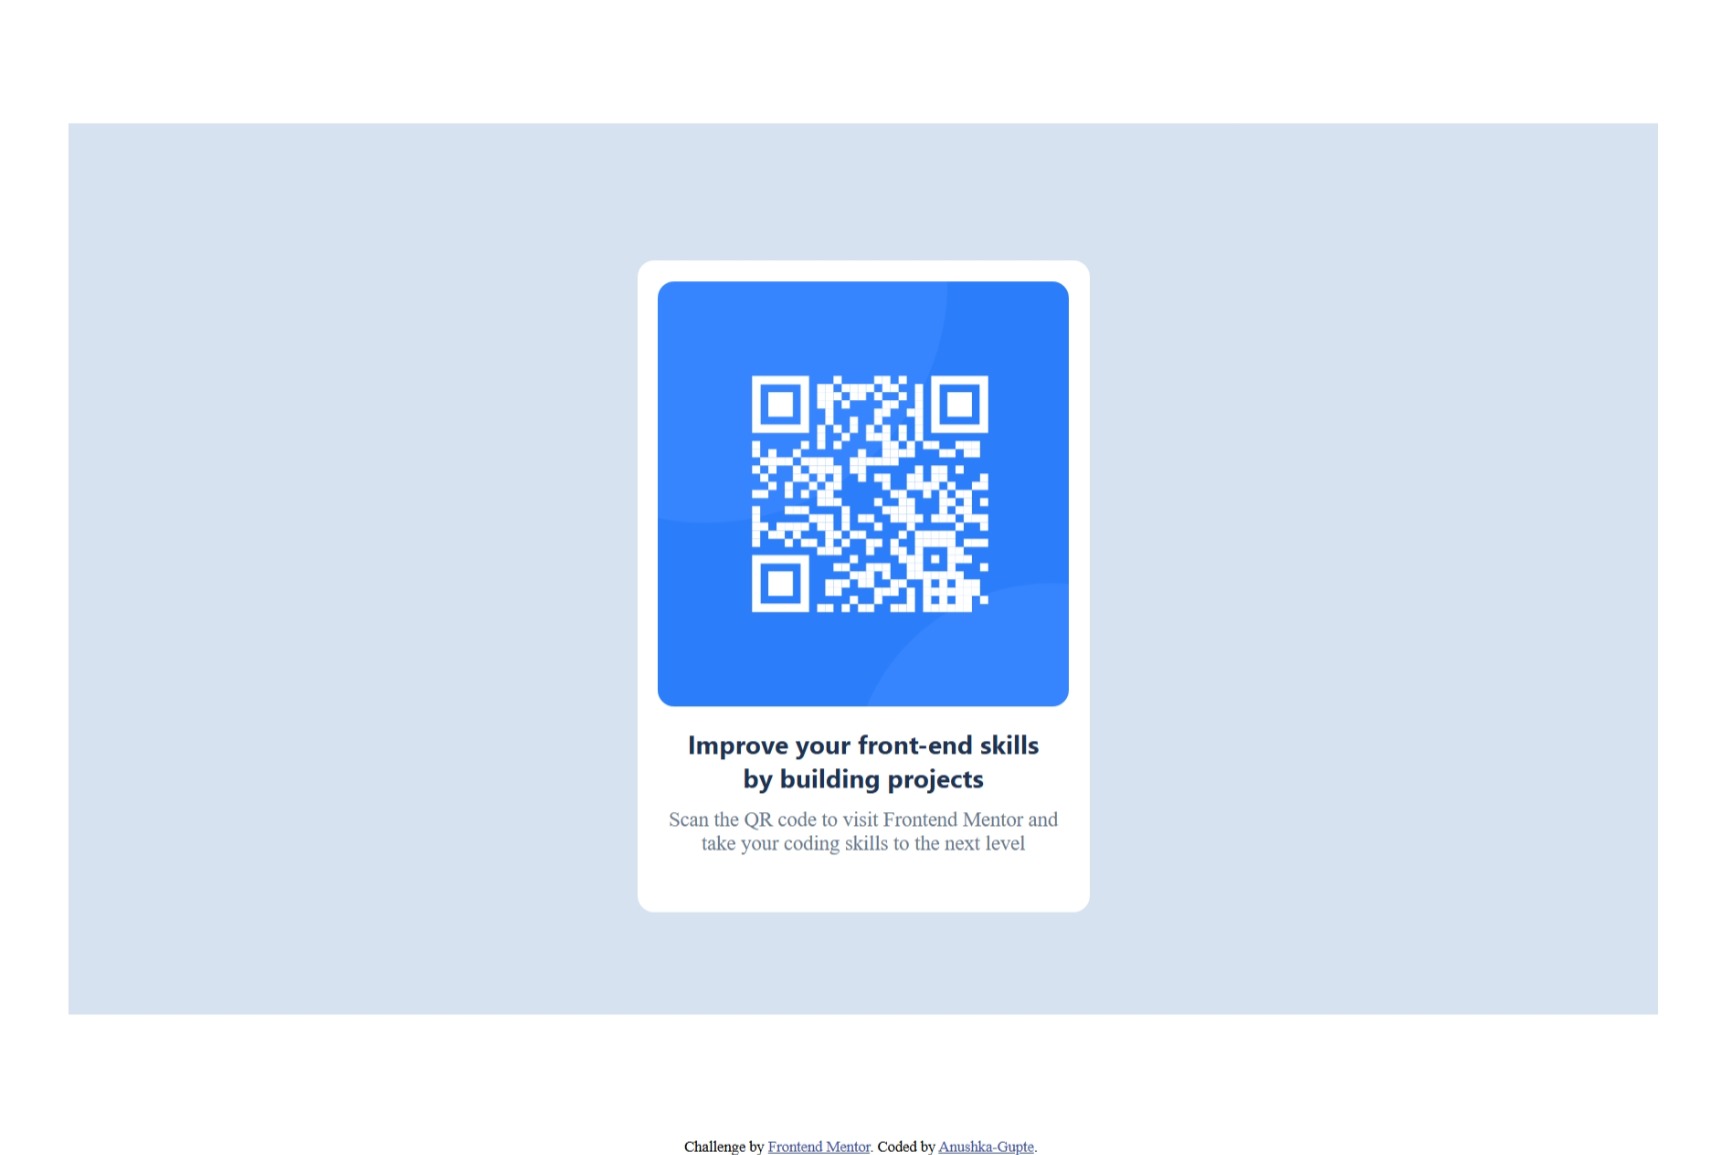 Improve your front-end skills
by building projects
Scan the QR code to visit Frontend Mentor and
take your coding skills to the next level
Challenge by Frontend Mentor. Coded by Anushka-Gupte.